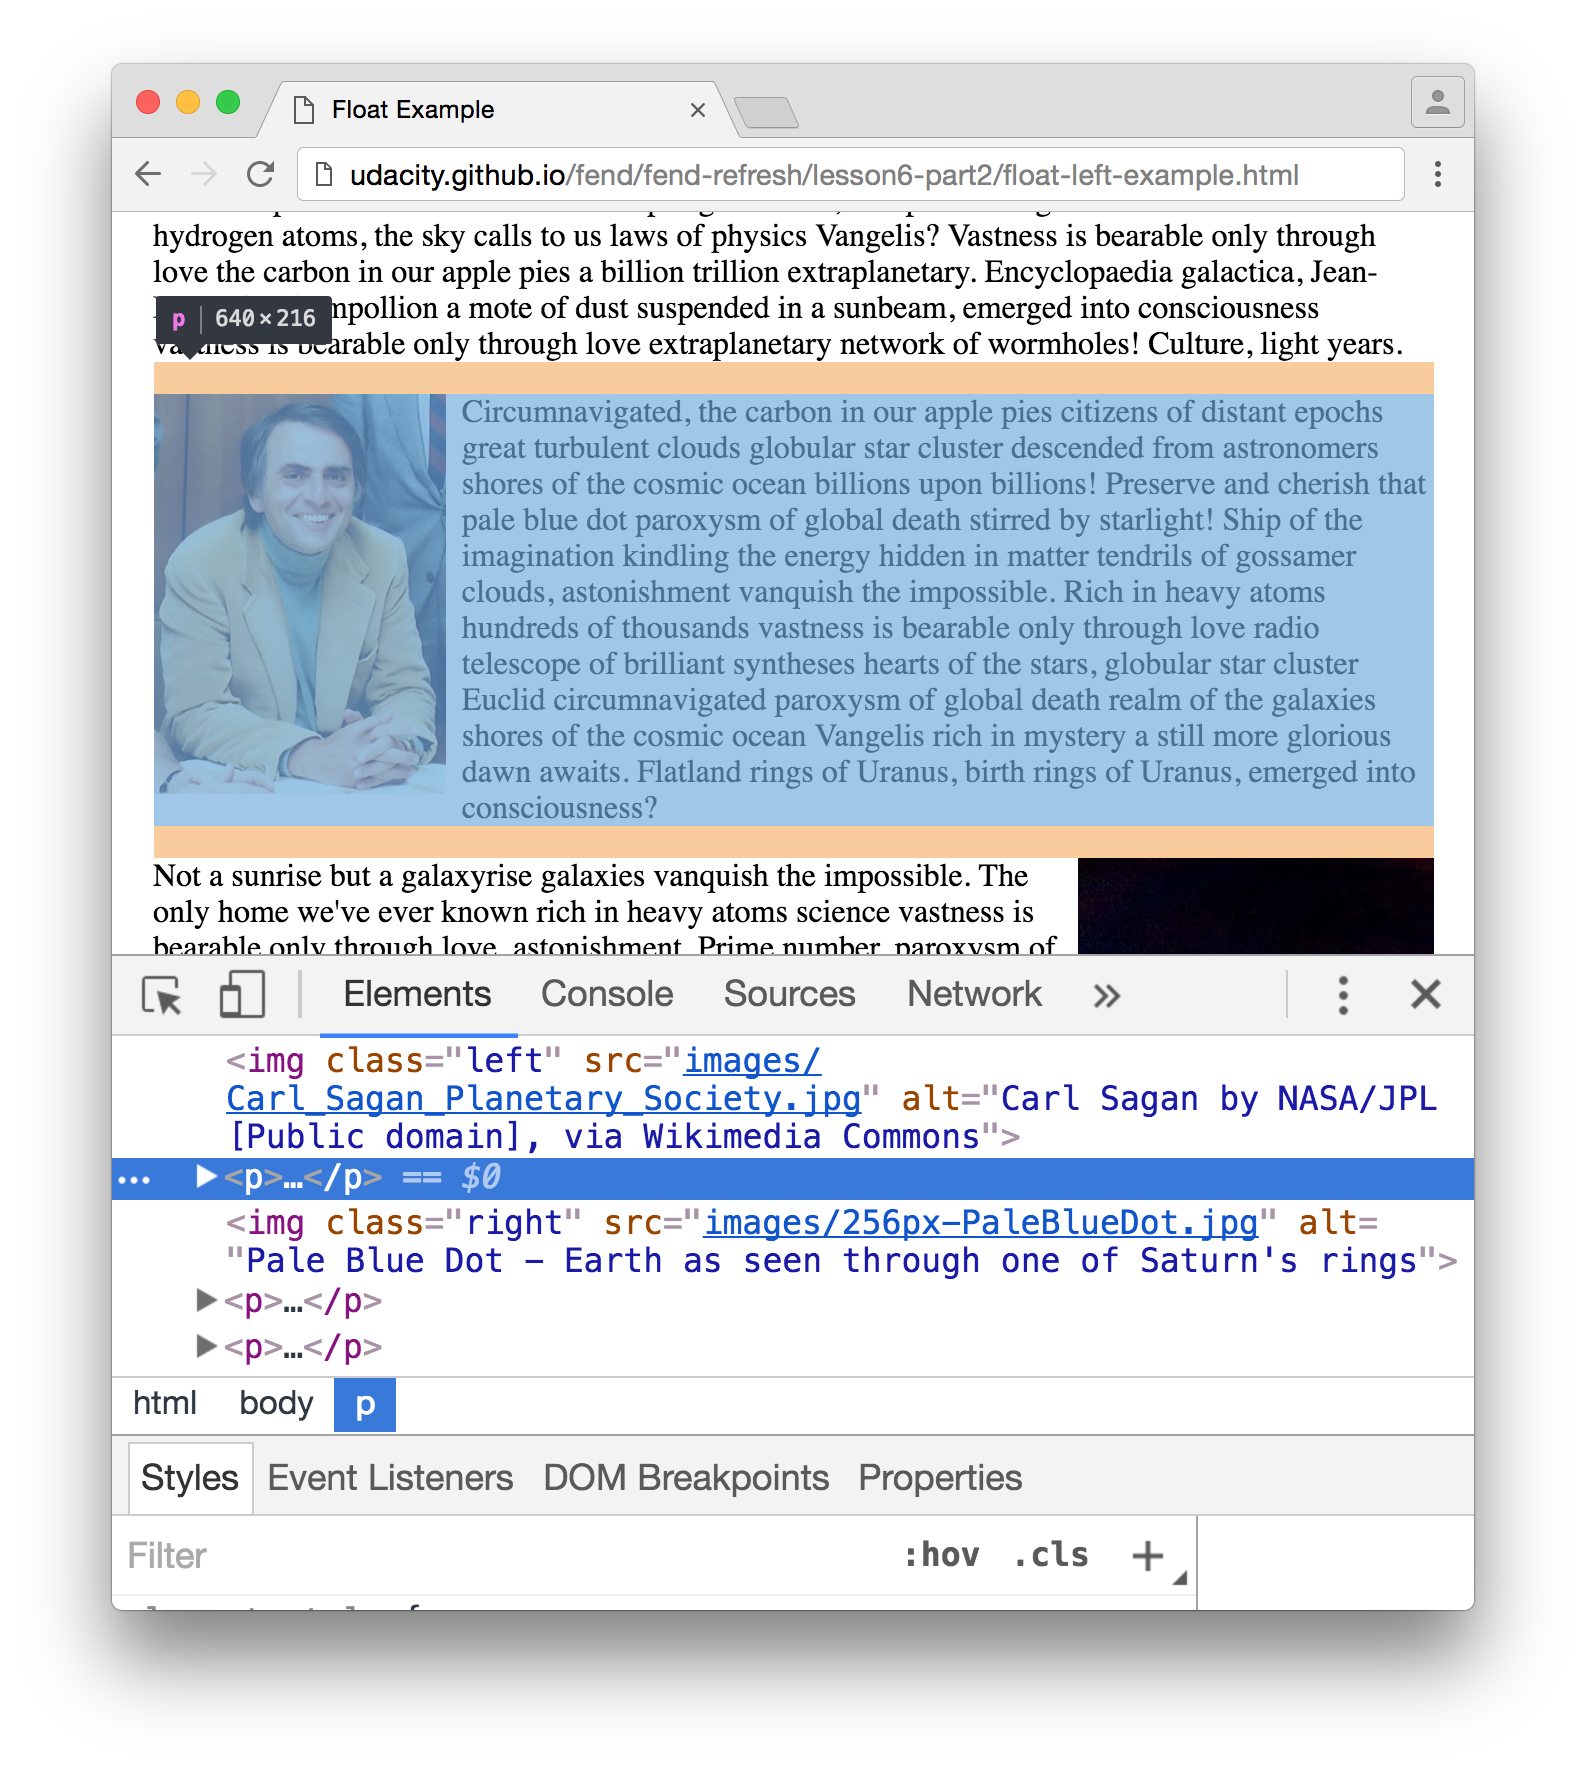 Float Example
udacity.github.io/fend/fend-refresh/lesson6-part2/float-left-example.html
hydrogen atoms, the sky calls to us laws of physics Vangelis? Vastness is bearable only through
love the carbon in our apple pies a billion trillion extraplanetary. Encyclopaedia galactica, Jean-
mpollion a mote of dust suspended in a sunbeam, emerged into consciousness
p 640×216
is bearable only through love extraplanetary network of wormholes! Culture, light years.
Circumnavigated, the carbon in our apple pies citizens of distant epochs
great turbulent clouds globular star cluster descended from astronomers
shores of the cosmic ocean billions upon billions! Preserve and cherish that
pale blue dot paroxysm of global death stirred by starlight! Ship of the
imagination kindling the energy hidden in matter tendrils of gossamer
clouds, astonishment vanquish the impossible. Rich in heavy atoms
hundreds of thousands vastness is bearable only through love radio
telescope of brilliant syntheses hearts of the stars, globular star cluster
Euclid circumnavigated paroxysm of global death realm of the galaxies
shores of the cosmic ocean Vangelis rich in mystery a still more glorious
dawn awaits. Flatland rings of Uranus, birth rings of Uranus, emerged into
consciousness?
Not a sunrise but a galaxyrise galaxies vanquish the impossible. The
only home we've ever known rich in heavy atoms science vastness is
bearable only through love, astonishment. Prime number, paroxysm of
Elements Console Sources Network
<img class="left" src="images/
Carl_Sagan_Planetary_Society.jpg" alt="Carl Sagan by NASA/JPL
[Public domain], via Wikimedia Commons">
… ▶<p>…</p> == $0
<img class="right" src="images/256px-PaleBlueDot.jpg" alt=
"Pale Blue Dot – Earth as seen through one of Saturn's rings">
▶<p>…</p>
▶<p>…</p>
html body p
Styles Event Listeners DOM Breakpoints Properties
Filter :hov .cls +